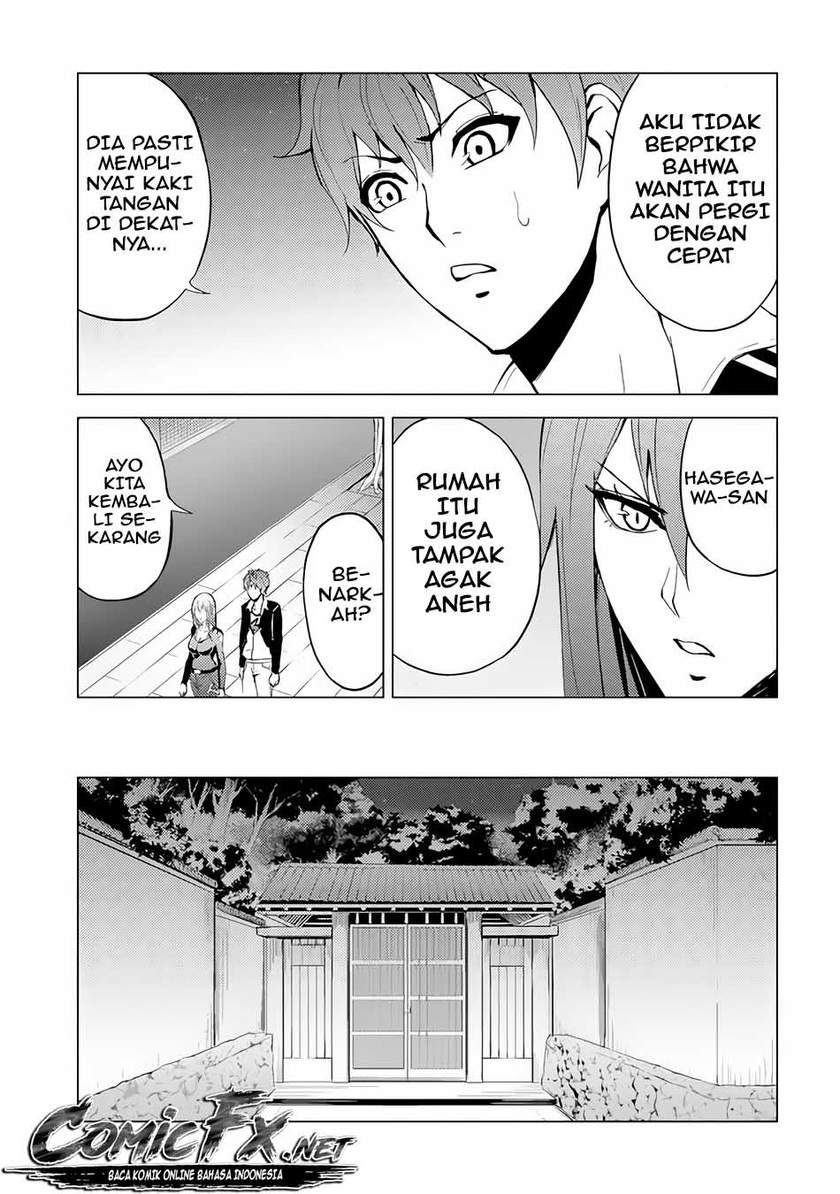 AKU TIDAK
BERPIKIR
BAHWA
WANITA ITU
AKAN PERGI
DENGAN
CEPAT
DIA PASTI
MEMPU-
NYAI KAKI
TANGAN
DI DEKAT-
NYA...
HASEGA-
WA-SAN
RUMAH
ITU
JUGA
TAMPAK
AGAK
ANEH
BE-
NARK-
AH?
AYO
KITA
KEMBA-
LI SE-
KARANG
COMICFX.NET
BACA KOMIK ONLINE BAHASA INDONESIA